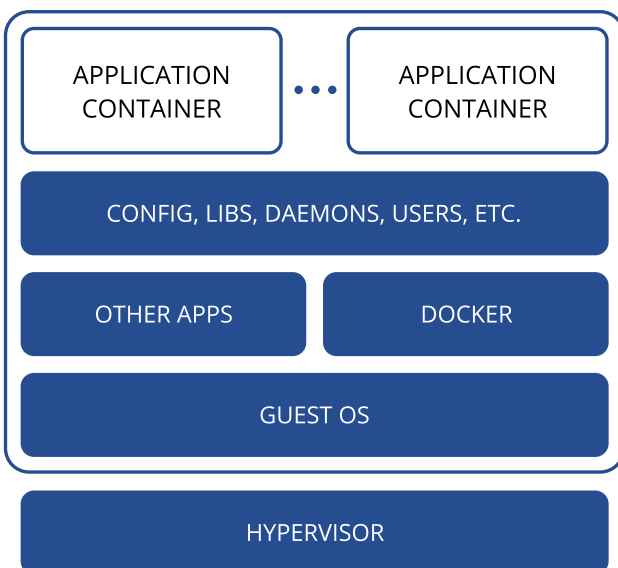 APPLICATION
CONTAINER
APPLICATION
CONTAINER
CONFIG, LIBS, DAEMONS, USERS, ETC.
OTHER APPS
DOCKER
GUEST OS
HYPERVISOR